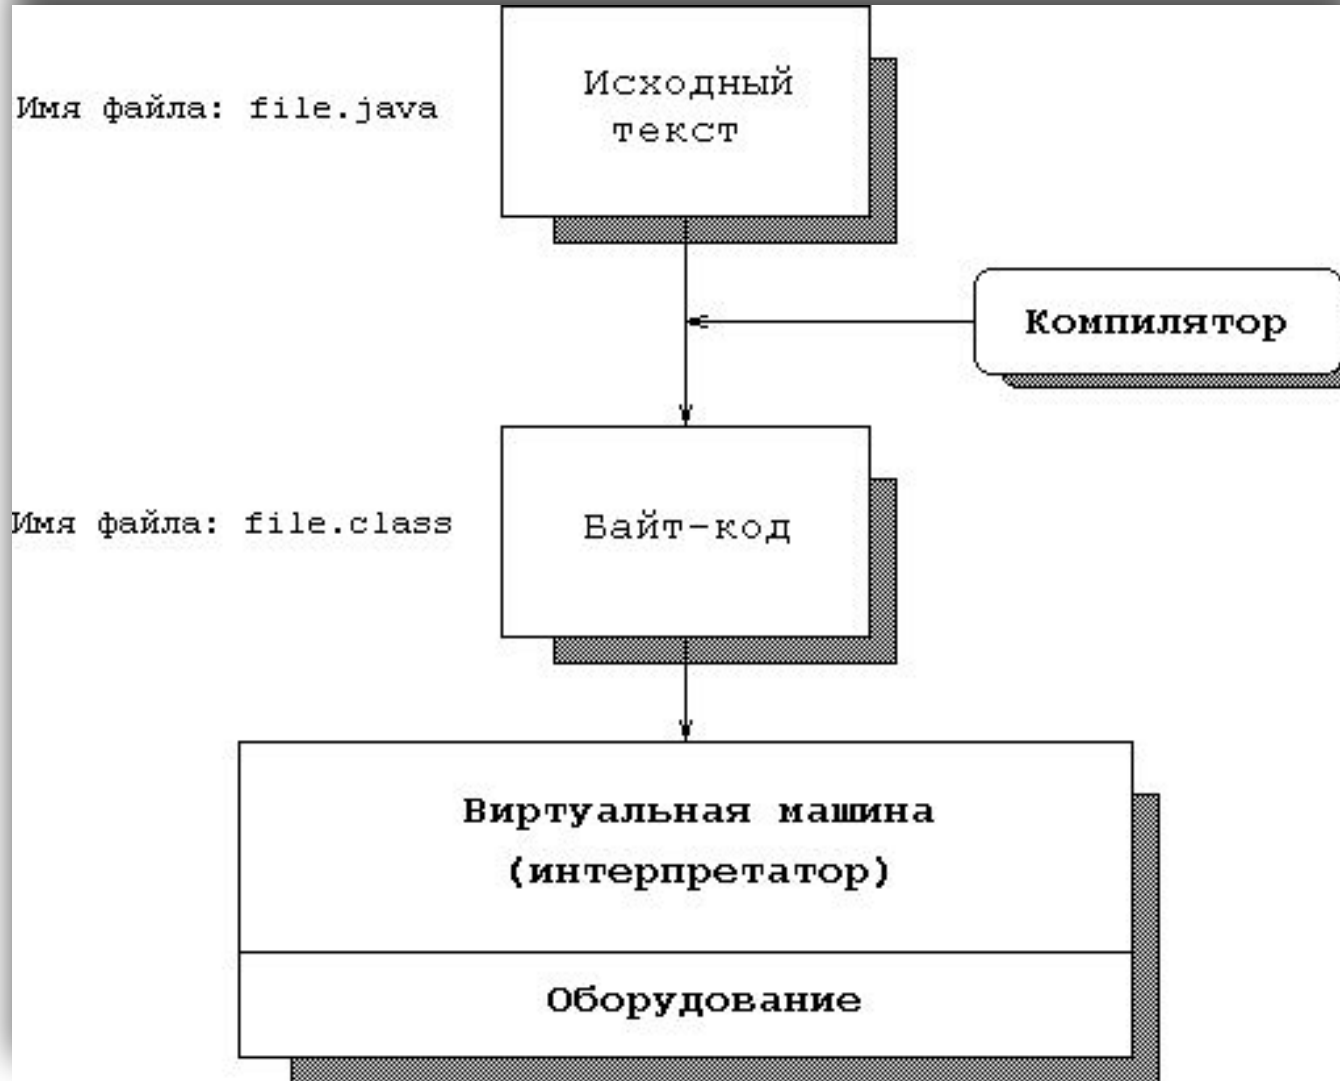 Исходный
текст
Имя файла: file.java
Компилятор
Имя файла: file.class
Байт-код
Виртуальная машина
(интерпретатор)
Оборудование